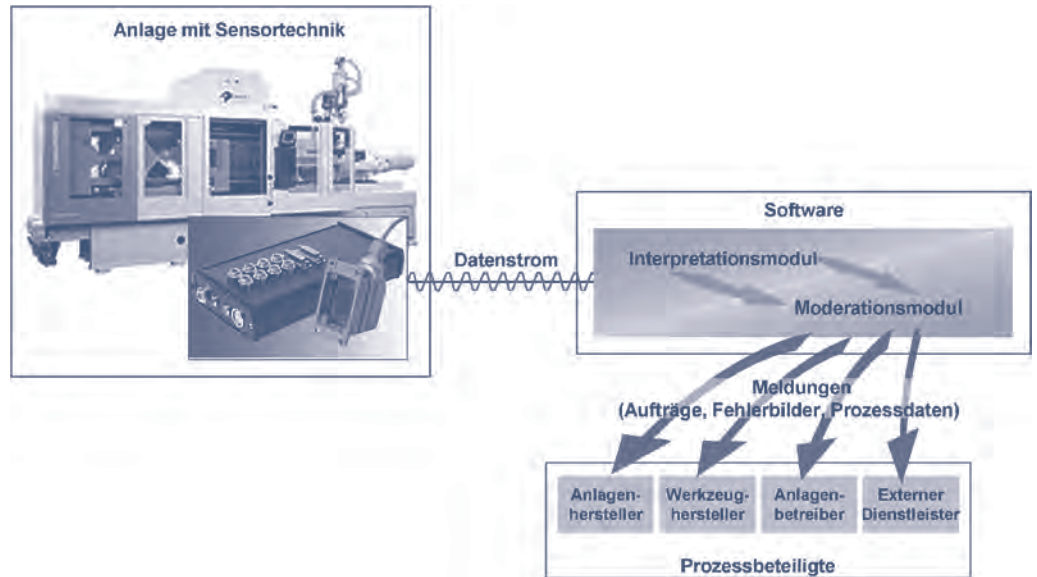 Anlage mit Sensortechnik
Datenstrom
Software
Interpretationsmodul
Moderationsmodul
Meldungen
(Aufträge, Fehlerbilder, Prozessdaten)
Anlagen-
hersteller
Werkzeug-
hersteller
Anlagen-
betreiber
Externer
Dienstleister
Prozessbeteiligte